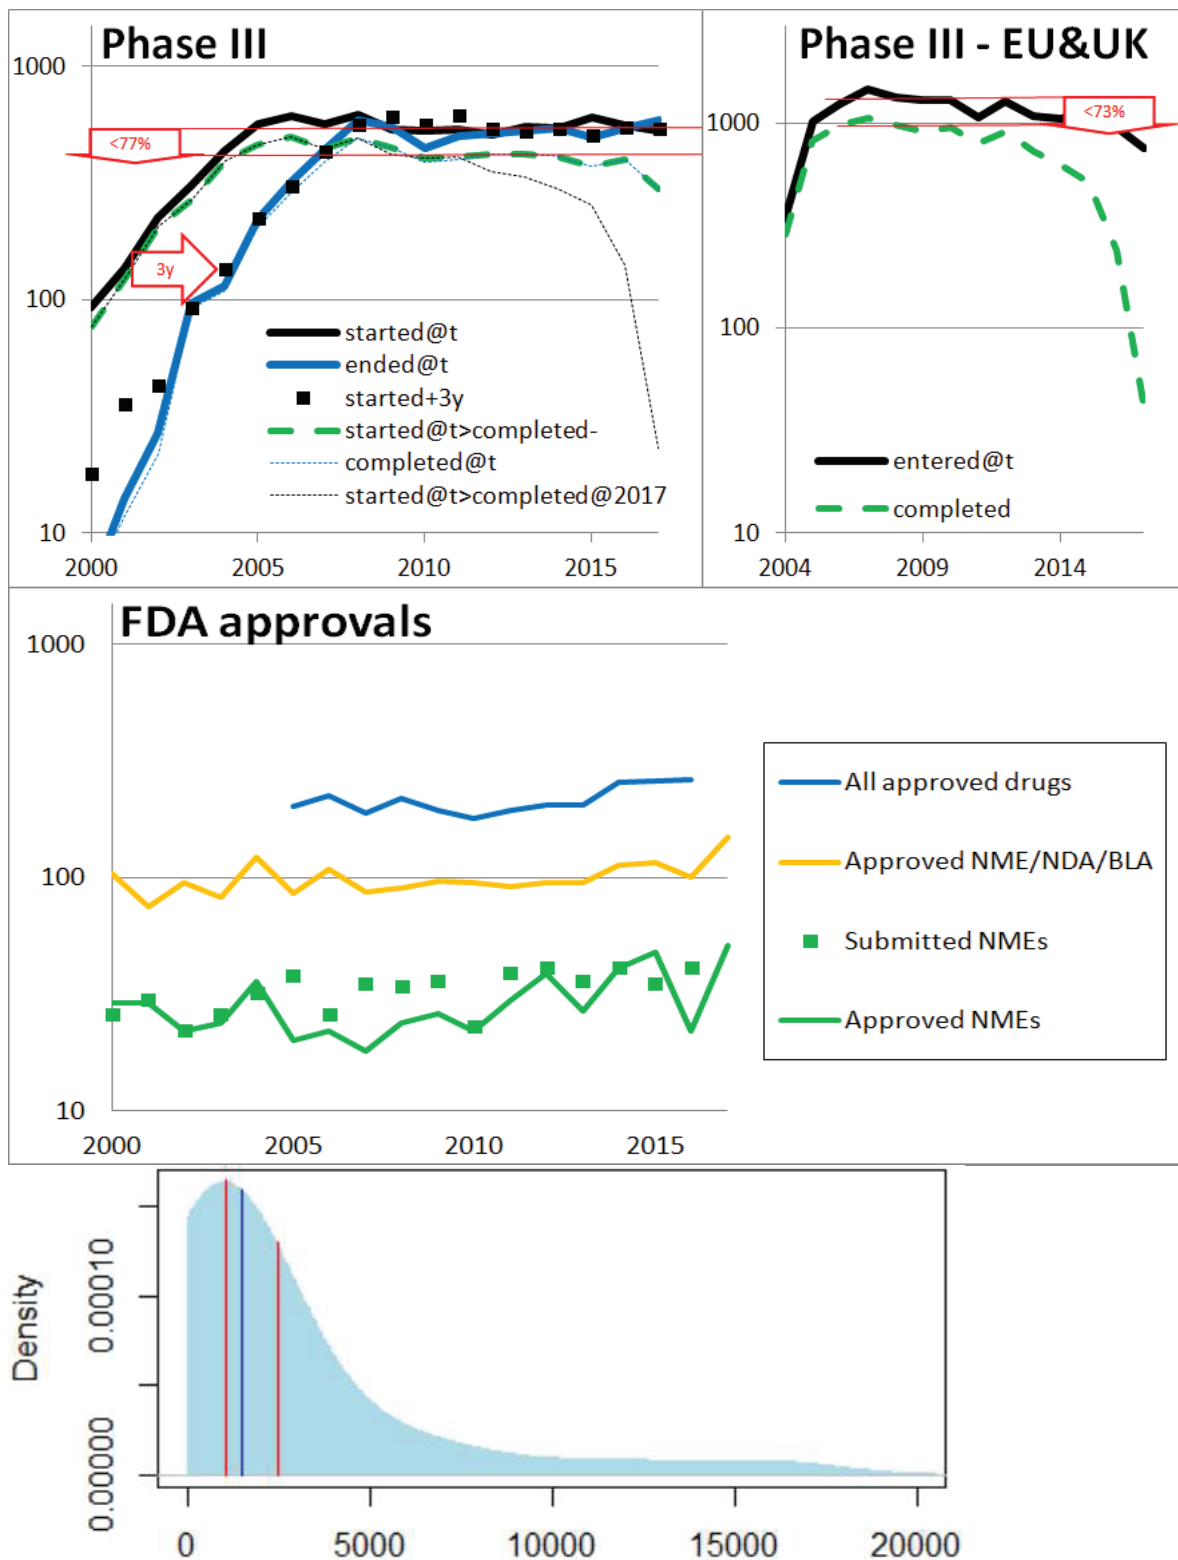 Phase III
1000
<77%
3y
100
10
started@t
ended@t
started+3y
started@t>completed-
completed@t
started@t>completed@2017
2000
2005
2010
2015
Phase III - EU&UK
1000
<73%
100
10
entered@t
completed
2004
2009
2014
FDA approvals
1000
100
10
2000
2005
2010
2015
All approved drugs
Approved NME/NDA/BLA
Submitted NMEs
Approved NMEs
Density
0.00010
0.00000
0
5000
10000
15000
20000